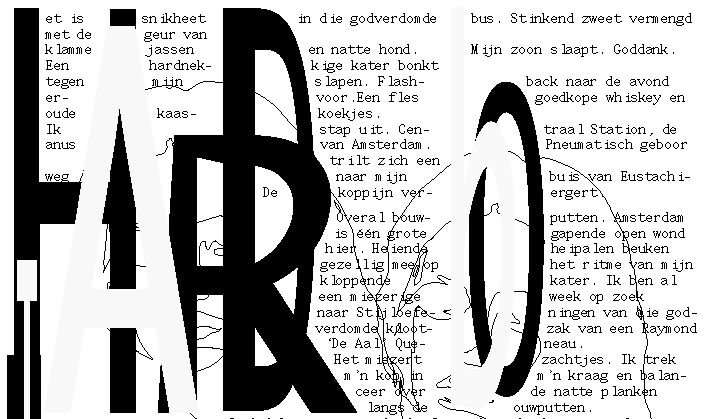 HARD
et is snikheet in die godverdomde bus. Stinkend zweet vermengd
met de geur van
klamme jassen en natte hond. Mijn zoon slaapt. Goddank.
Een hardnek- kige kater bonkt
tegen mijn slapen. Flash- back naar de avond
er- voor.Een fles goedkope whiskey en
oude kaas- koekjes.
Ik stap uit. Cen- traal Station, de
anus van Amsterdam. Pneumatisch geboor
trilt zich een
weg naar mijn buis van Eustachi-
De koppijn ver- ergert.
Overal bouw- putten. Amsterdam
is één grote gapende open wond
hier. Heiende heipalen beuken
gezellig mee op het ritme van mijn
kloppende kater. Ik ben al
een miezerige week op zoek
naar Stijloefe- ningen van die god-
verdomde kloot- zak van een Raymond
'De Aal' Que- neau.
Het miezert zachtjes. Ik trek
m'n kop in m'n kraag en balan-
ceer over de natte planken
langs de ouwputten.